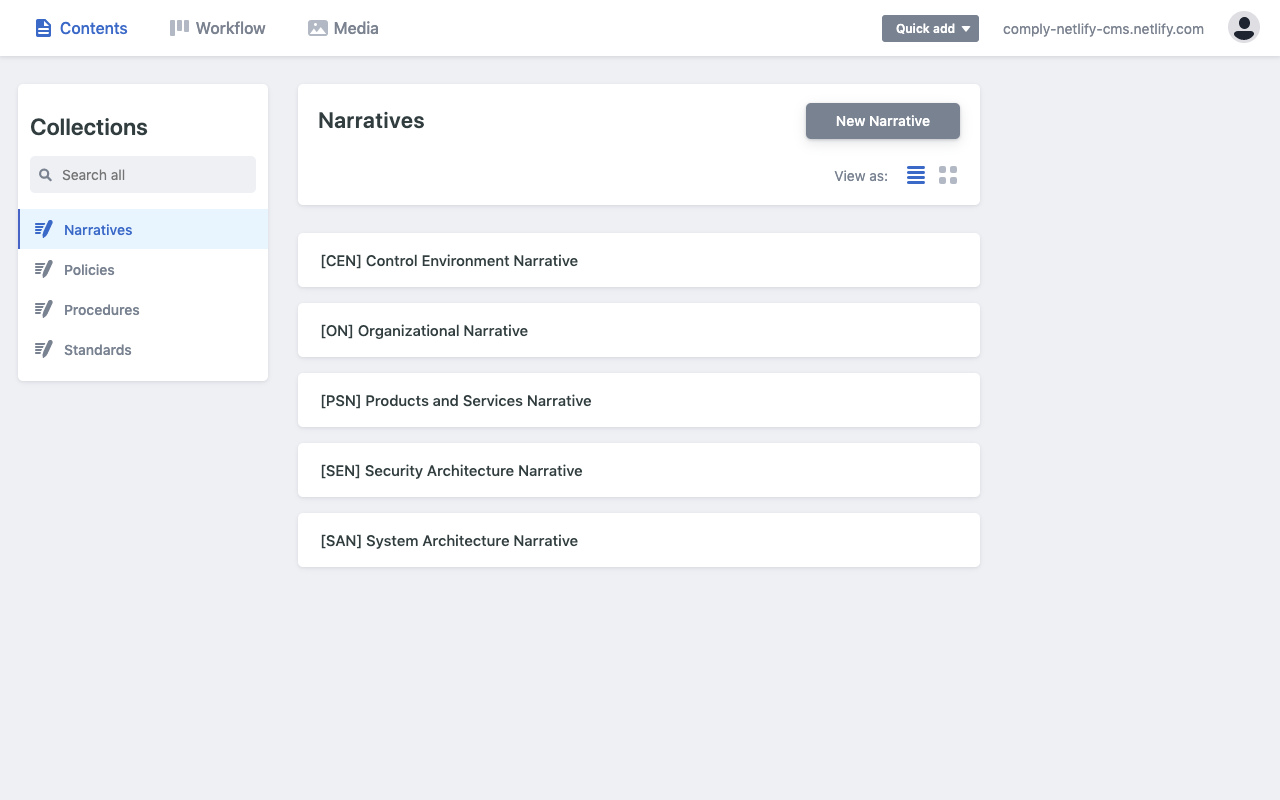 Contents
Workflow
Media
Quick add
comply-netlify-cms.netlify.com
Collections
Search all
Narratives
Policies
Procedures
Standards
Narratives
New Narrative
View as:
[CEN] Control Environment Narrative
[ON] Organizational Narrative
[PSN] Products and Services Narrative
[SEN] Security Architecture Narrative
[SAN] System Architecture Narrative